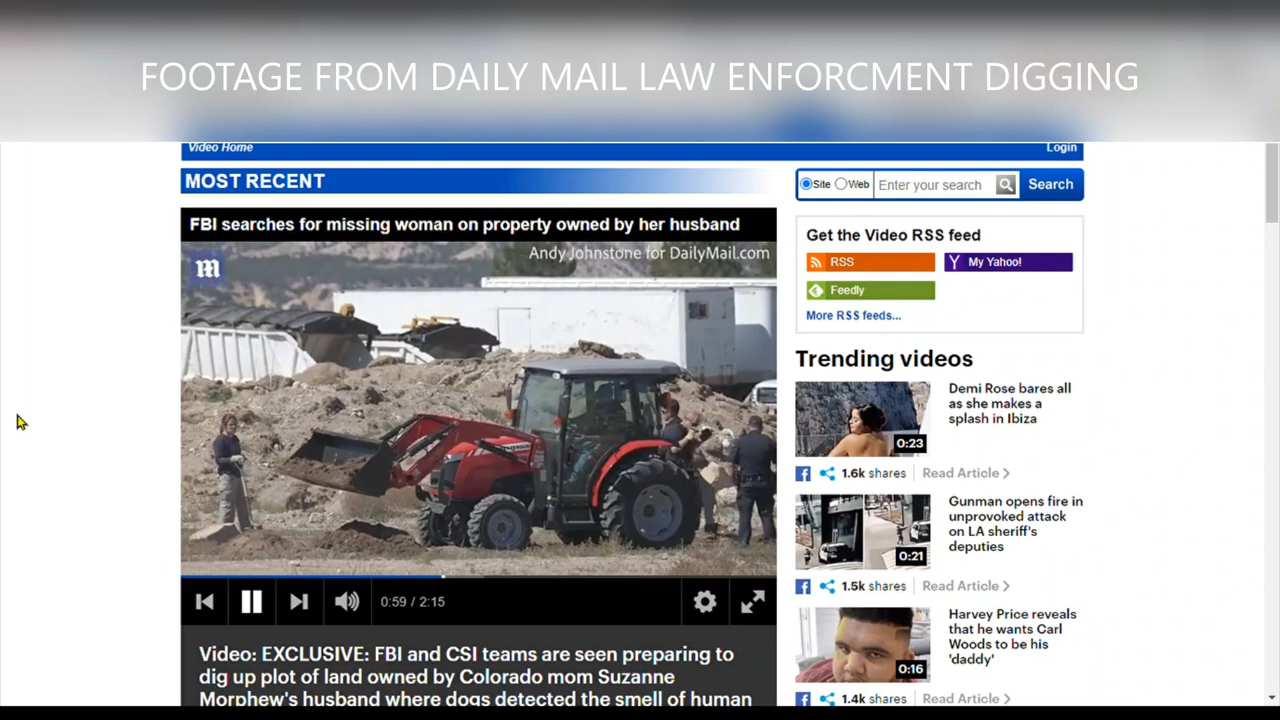 FOOTAGE FROM DAILY MAIL LAW ENFORCMENT DIGGING
Video Home
Login
MOST RECENT
Site
Web
Enter your search
Search
FBI searches for missing woman on property owned by her husband
Andy Johnstone for DailyMail.com
m
0:59 / 2:15
Video: EXCLUSIVE: FBI and CSI teams are seen preparing to
dig up plot of land owned by Colorado mom Suzanne
Morphew's husband where dogs detected the smell of human
Get the Video RSS feed
RSS
My Yahoo!
Feedly
More RSS feeds...
Trending videos
Demi Rose bares all
as she makes a
splash in Ibiza
0:23
1.6k shares
Read Article
Gunman opens fire in
unprovoked attack
on LA sheriff's
deputies
0:21
1.5k shares
Read Article
Harvey Price reveals
that he wants Carl
Woods to be his
'daddy'
0:16
1.4k shares
Read Article